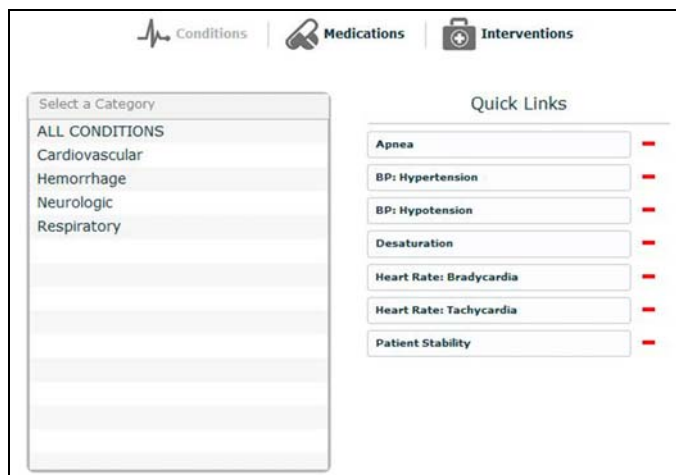 Conditions Medications Interventions
Select a Category
ALL CONDITIONS
Cardiovascular
Hemorrhage
Neurologic
Respiratory
Quick Links
Apnea
BP: Hypertension
BP: Hypotension
Desaturation
Heart Rate: Bradycardia
Heart Rate: Tachycardia
Patient Stability